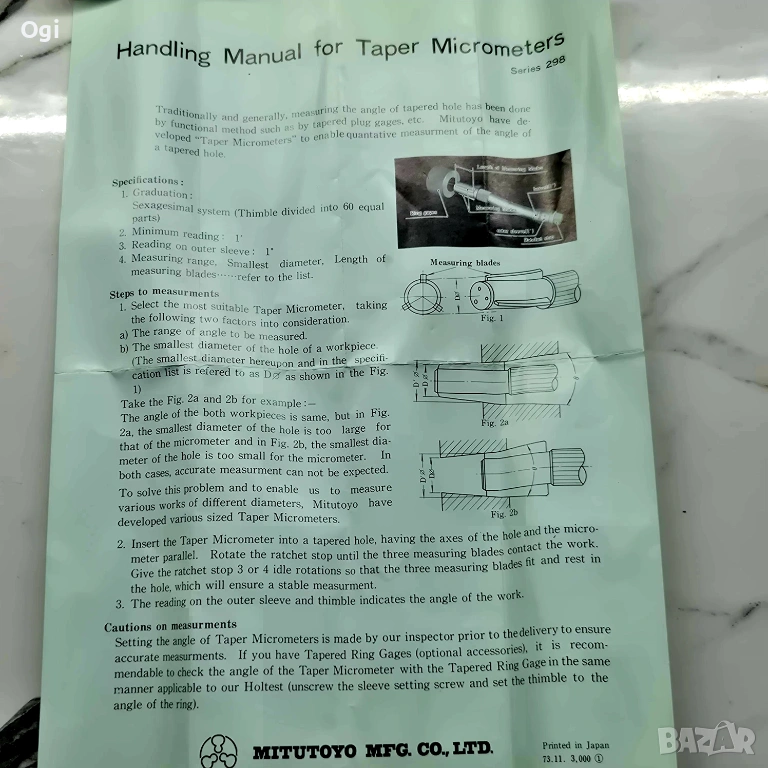 Ogi
Handling Manual for Taper Micrometers
Series 298
Traditionally and generally, measuring the angle of tapered hole has been done
by functional method such as by tapered plug gages, etc. Mitutoyo have de-
veloped "Taper Micrometers" to enable quantative measurment of the angle of
a tapered hole.
Specifications:
1. Graduation:
Sexagesimal system (Thimble divided into 60 equal
parts)
2. Minimum reading: 1'
3. Reading on outer sleeve: 1°
4. Measuring range, Smallest diameter, Length of
measuring blades……refer to the list.
Length of Measuring Blades
Measuring blades
Fig. 1
Steps to measurments
1. Select the most suitable Taper Micrometer, taking
the following two factors into consideration.
a) The range of angle to be measured.
b) The smallest diameter of the hole of a workpiece.
(The smallest diameter hereupon and in the specifi-
cation list is refered to as D⌀ as shown in the Fig.
1)
Take the Fig. 2a and 2b for example:—
The angle of the both workpieces is same, but in Fig.
2a, the smallest diameter of the hole is too large for
that of the micrometer and in Fig. 2b, the smallest dia-
meter of the hole is too small for the micrometer. In
both cases, accurate measurment can not be expected.
To solve this problem and to enable us to measure
various works of different diameters, Mitutoyo have
developed various sized Taper Micrometers.
D⌀
Fig. 2a
D'⌀
D⌀
Fig. 2b
D'⌀
D⌀
2. Insert the Taper Micrometer into a tapered hole, having the axes of the hole and the micro-
meter parallel. Rotate the ratchet stop until the three measuring blades contact the work.
Give the ratchet stop 3 or 4 idle rotations so that the three measuring blades fit and rest in
the hole, which will ensure a stable measurment.
3. The reading on the outer sleeve and thimble indicates the angle of the work.
Cautions on measurments
Setting the angle of Taper Micrometers is made by our inspector prior to the delivery to ensure
accurate measurments. If you have Tapered Ring Gages (optional accessories), it is recom-
mendable to check the angle of the Taper Micrometer with the Tapered Ring Gage in the same
manner applicable to our Holtest (unscrew the sleeve setting screw and set the thimble to the
angle of the ring).
MITUTOYO MFG. CO., LTD.
Printed in Japan
73.11. 3,000 ①
BAZAR